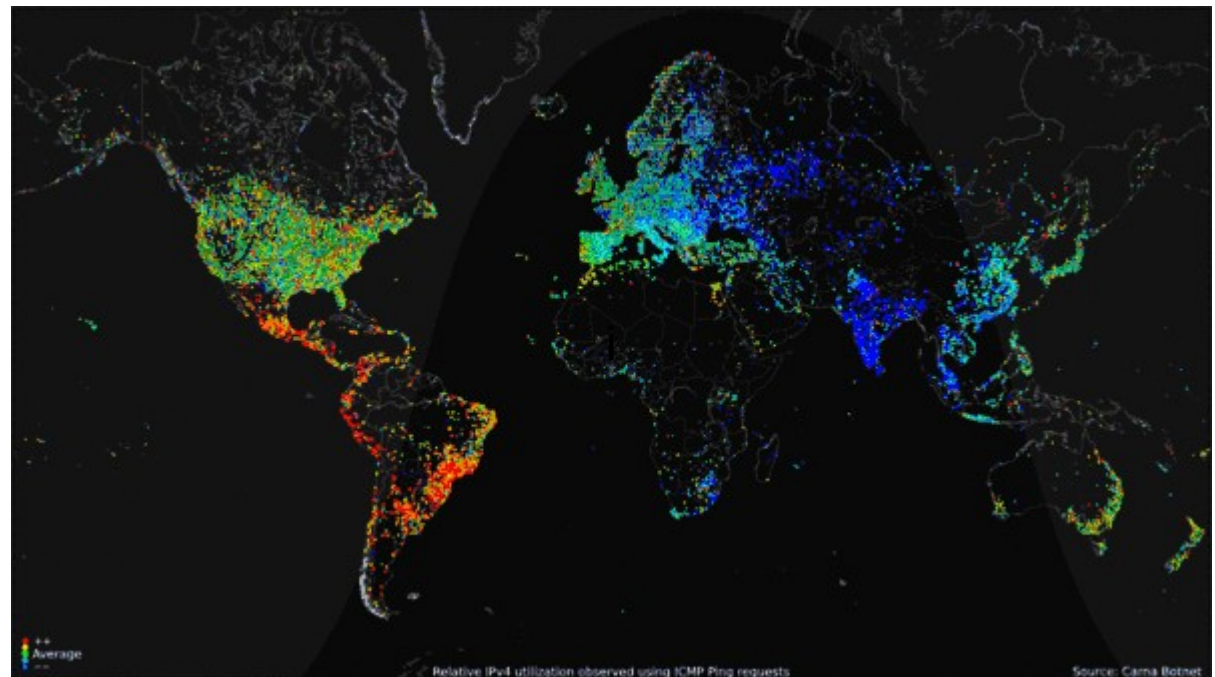 ++
Average
--
Relative IPv4 utilization observed using ICMP Ping requests
Source: Carna Botnet